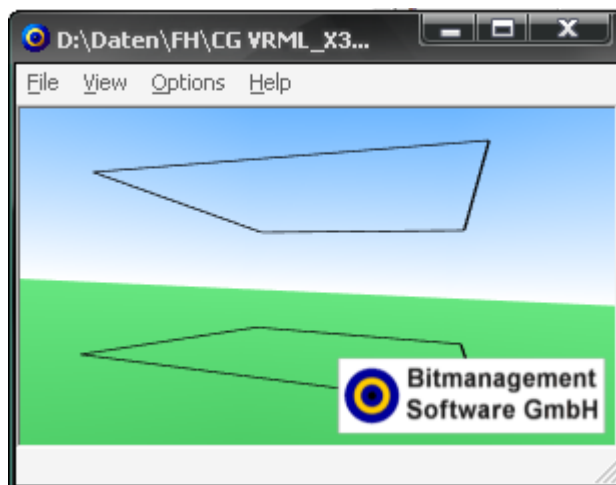 D:\Daten\FH\CG VRML_X3...
File View Options Help
Bitmanagement
Software GmbH